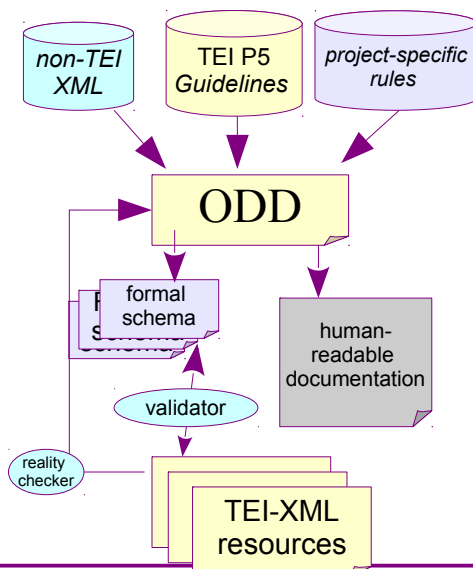 non-TEI
XML
TEI P5
Guidelines
project-specific
rules
ODD
formal
schema
human-
readable
documentation
validator
reality
checker
TEI-XML
resources